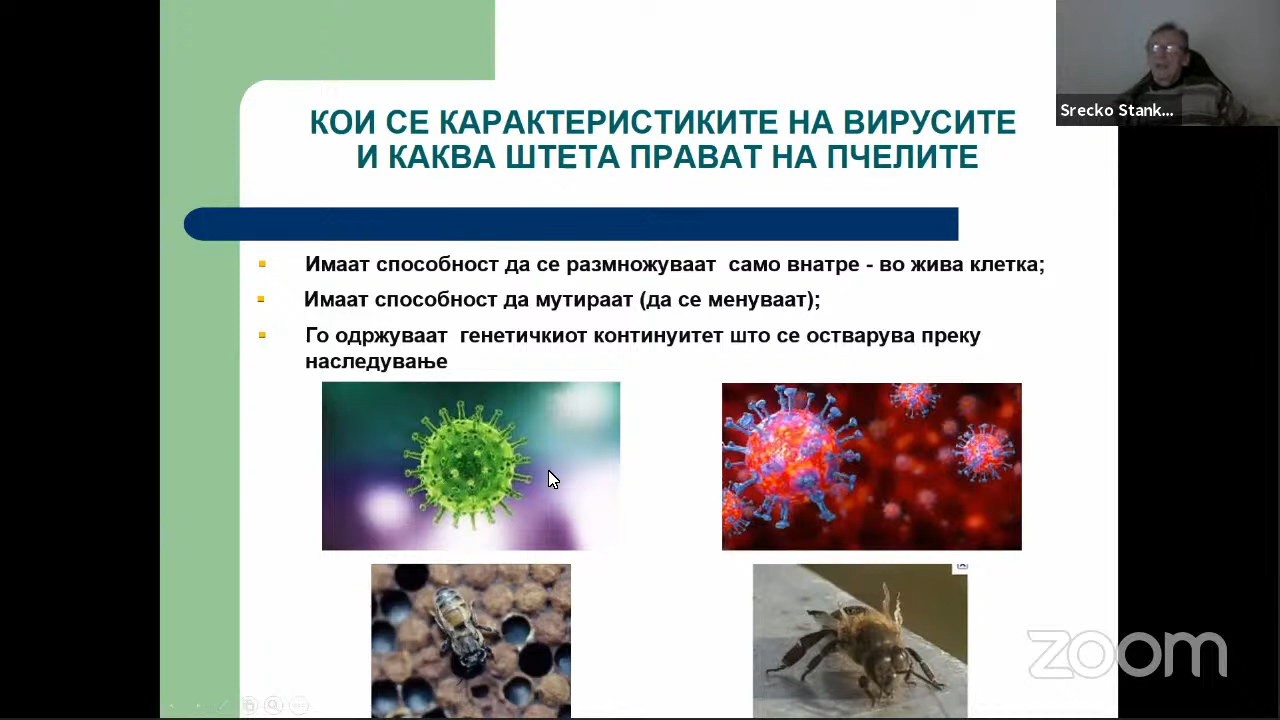 КОИ СЕ КАРАКТЕРИСТИКИТЕ НА ВИРУСИТЕ
И КАКВА ШТЕТА ПРАВАТ НА ПЧЕЛИТЕ
Srecko Stank...
Имаат способност да се размножуваат само внатре - во жива клетка;
Имаат способност да мутираат (да се менуваат);
Го одржуваат генетичкиот континуитет што се остварува преку
наследување
zoom